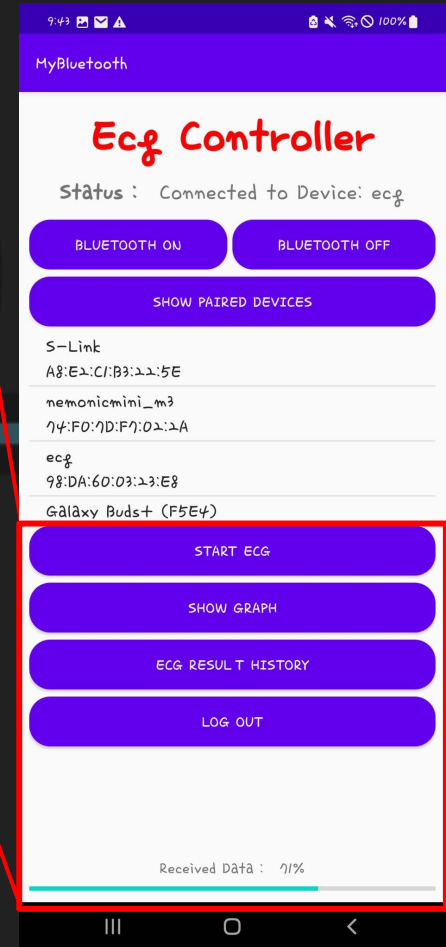 9:43 100%
MyBluetooth
Ecg Controller
Status : Connected to Device: ecg
BLUETOOTH ON BLUETOOTH OFF
SHOW PAIRED DEVICES
S-Link
A8:E2:C1:B3:22:5E
nemonicmini_m3
74:F0:7D:F7:02:2A
ecg
98:DA:60:03:23:E8
Galaxy Buds+ (F5E4)
START ECG
SHOW GRAPH
ECG RESULT HISTORY
LOG OUT
Received Data : 71%